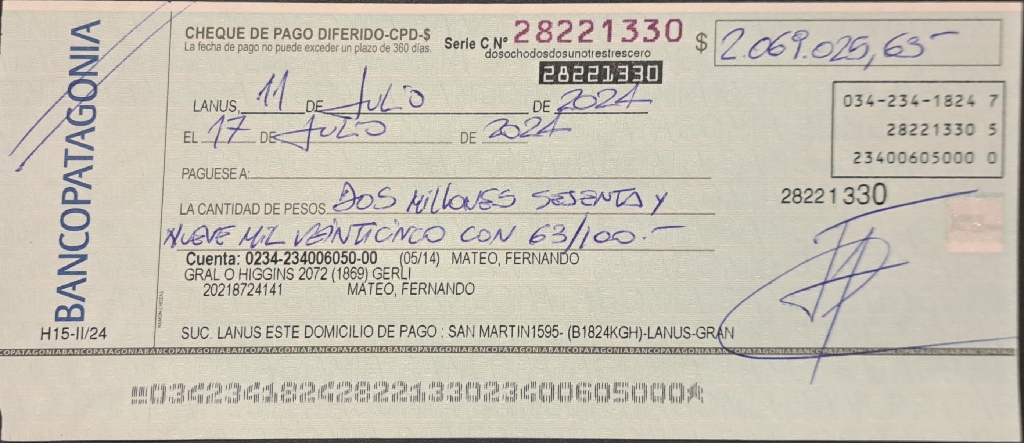 BANCOPATAGONIA
H15-II/24
CHEQUE DE PAGO DIFERIDO-CPD-$
La fecha de pago no puede exceder un plazo de 360 días.
Serie C Nº 28221330
dosochodosdosunotrestrescero
28221330
$ 2.069.025,63-
LANUS, 11 DE JULIO DE 2024
EL 17 DE JULIO DE 2024
034-234-1824 7
28221330 5
23400605000 0
PAGUESE A:
28221330
LA CANTIDAD DE PESOS DOS MILLONES SESENTA Y
NUEVE MIL VEINTICINCO CON 63/100.-
Cuenta: 0234-234006050-00 (05/14) MATEO, FERNANDO
GRAL O HIGGINS 2072 (1869) GERLI
20218724141 MATEO, FERNANDO
SUC. LANUS ESTE DOMICILIO DE PAGO : SAN MARTIN1595- (B1824KGH)-LANUS-GRAN
03423418242822133023400605000